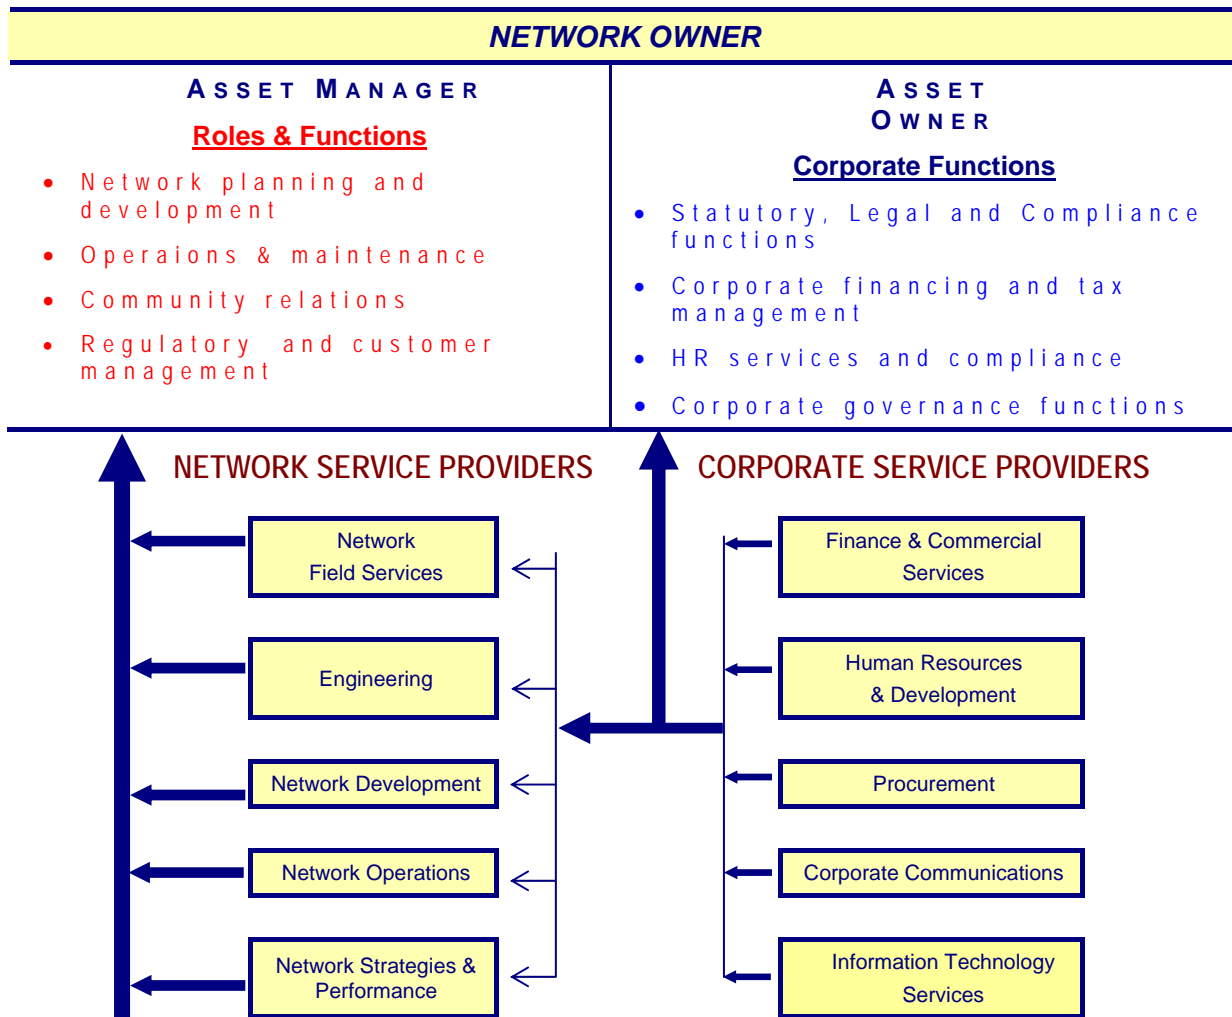 NETWORK OWNER
ASSET MANAGER
Roles & Functions
• Network planning and
development
• Operaions & maintenance
• Community relations
• Regulatory and customer
management
ASSET
OWNER
Corporate Functions
• Statutory, Legal and Compliance
functions
• Corporate financing and tax
management
• HR services and compliance
• Corporate governance functions
NETWORK SERVICE PROVIDERS
Network
Field Services
Engineering
Network Development
Network Operations
Network Strategies &
Performance
CORPORATE SERVICE PROVIDERS
Finance & Commercial
Services
Human Resources
& Development
Procurement
Corporate Communications
Information Technology
Services